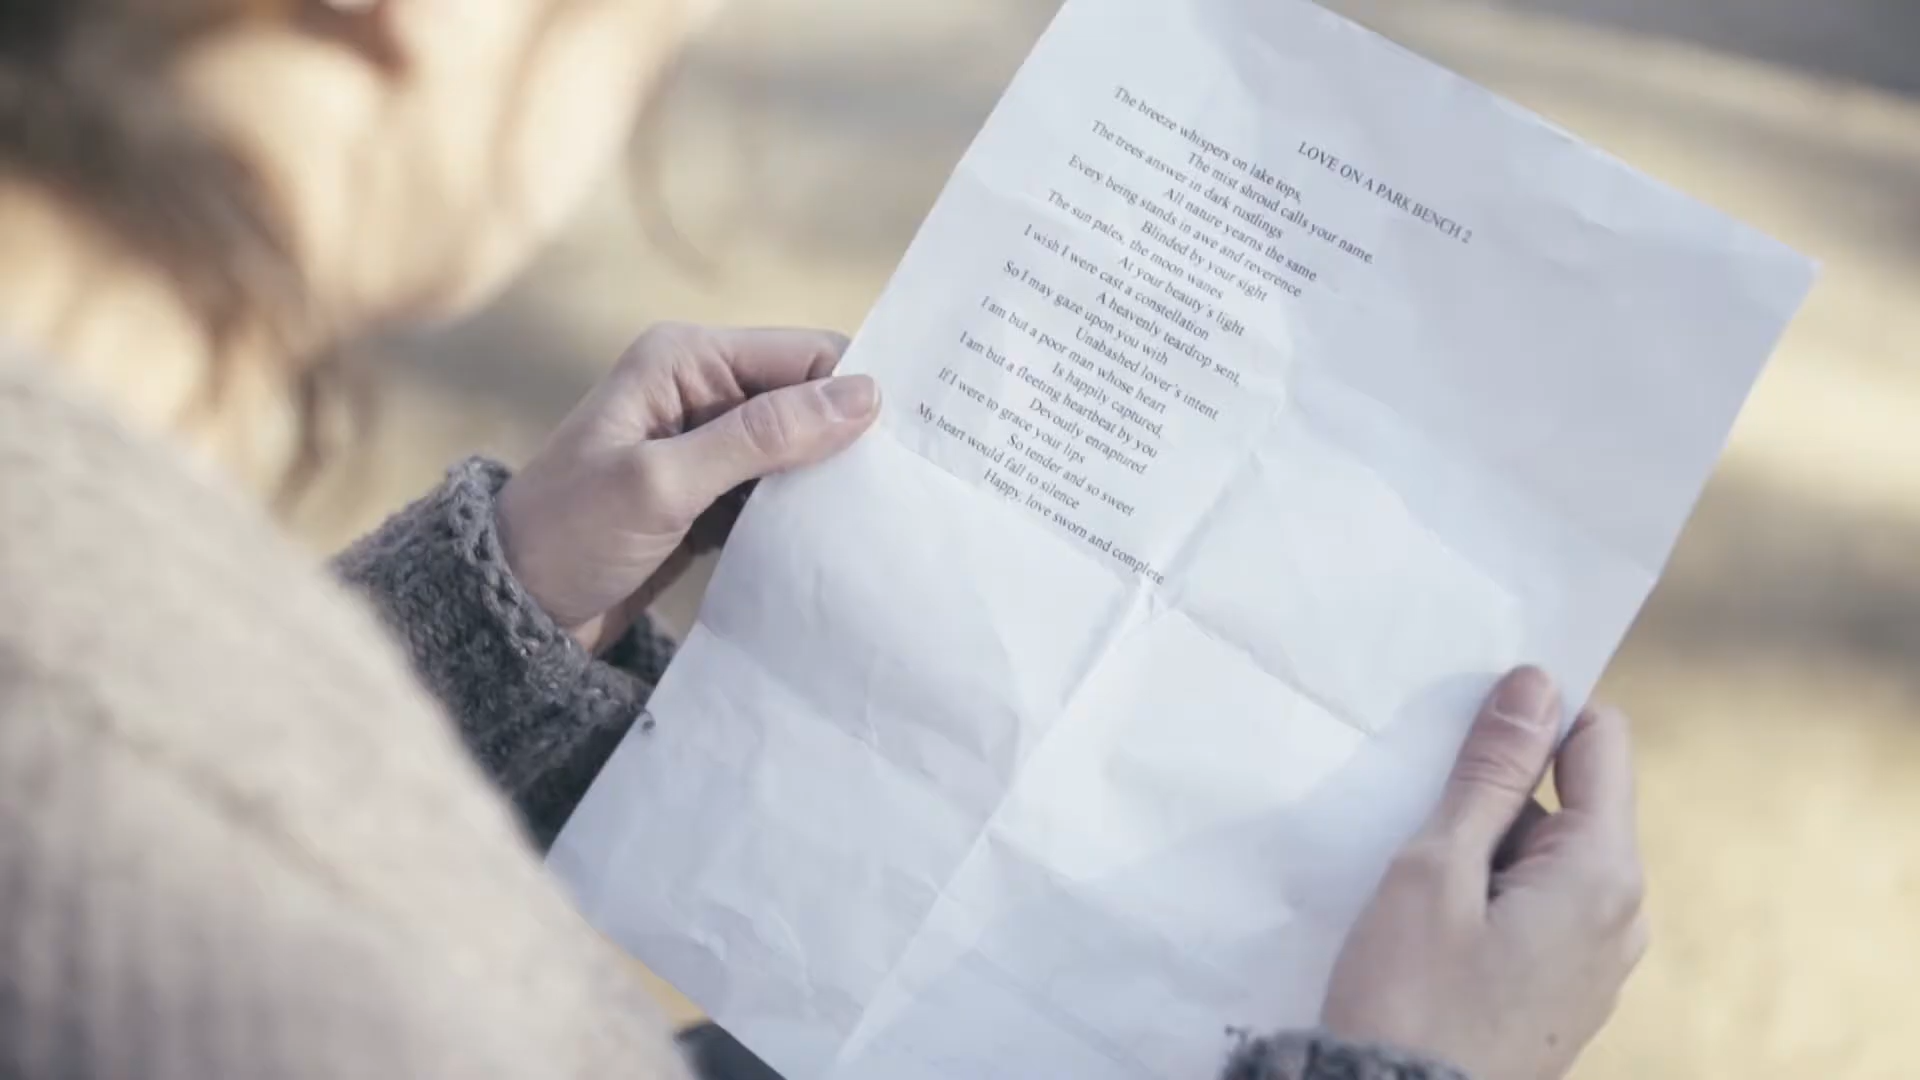 LOVE ON A PARK BENCH 2
The breeze whispers on lake tops,
The mist shroud calls your name.
The trees answer in dark rustlings
All nature yearns the same
Every being stands in awe and reverence
Blinded by your sight
The sun pales, the moon wanes
At your beauty's light
I wish I were cast a constellation
A heavenly teardrop sent,
So I may gaze upon you with
Unabashed lover's intent
I am but a poor man whose heart
Is happily captured,
I am but a fleeting heartbeat by you
Devoutly enraptured
If I were to grace your lips
So tender and so sweet
My heart would fall to silence
Happy, love sworn and complete